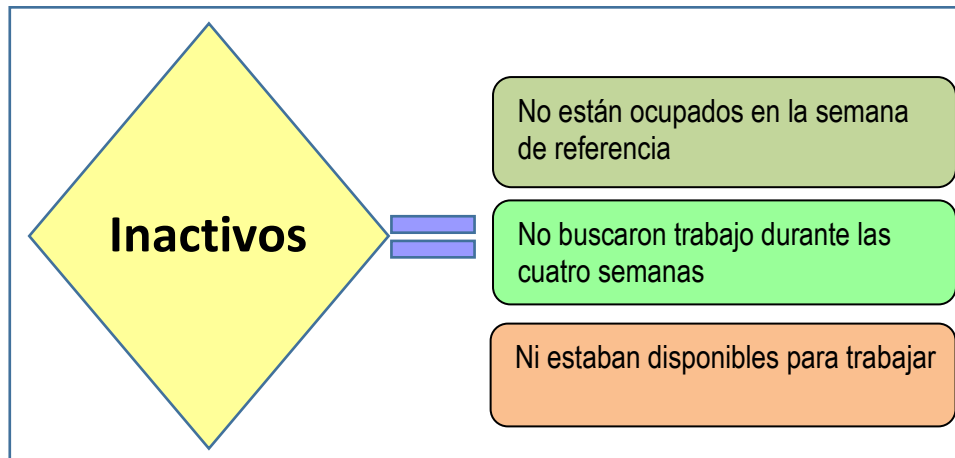 Inactivos
No están ocupados en la semana
de referencia
No buscaron trabajo durante las
cuatro semanas
Ni estaban disponibles para trabajar